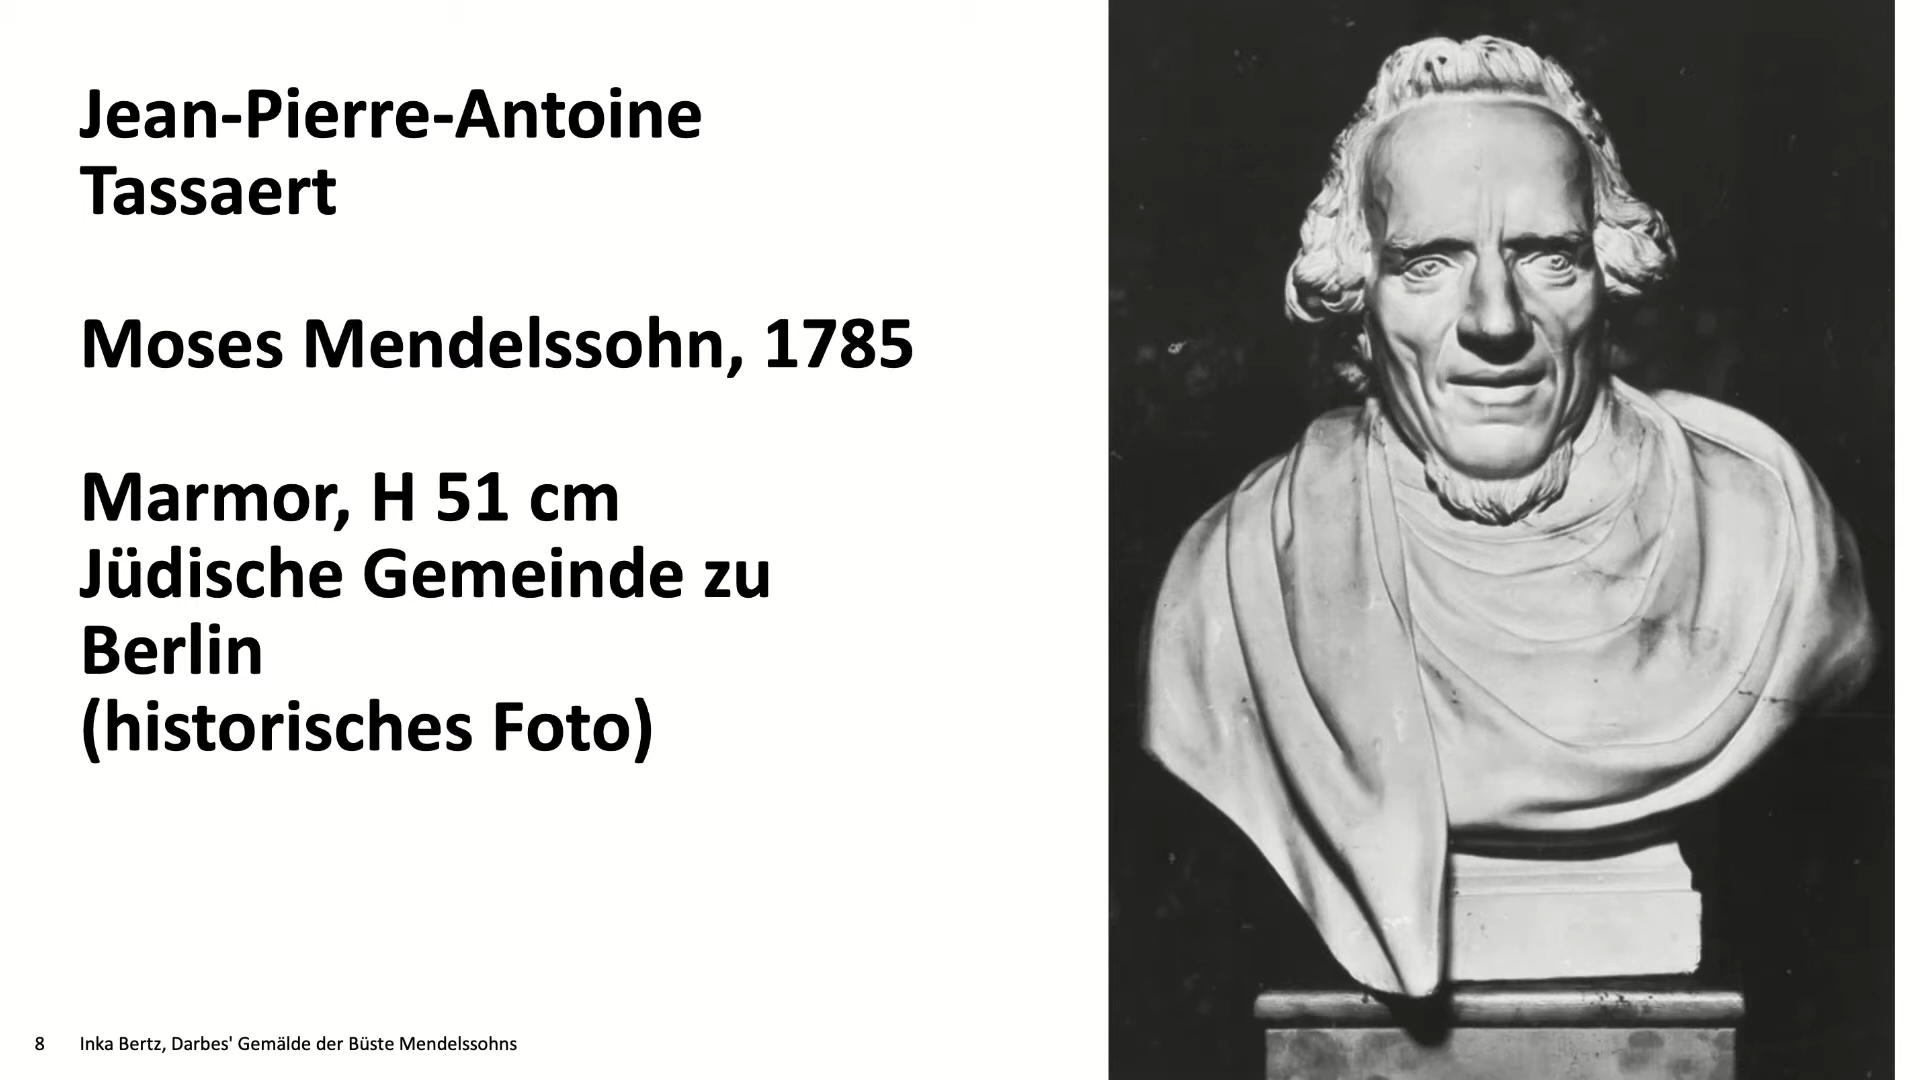 Jean-Pierre-Antoine
Tassaert
Moses Mendelssohn, 1785
Marmor, H 51 cm
Jüdische Gemeinde zu
Berlin
(historisches Foto)
8 Inka Bertz, Darbes' Gemälde der Büste Mendelssohns